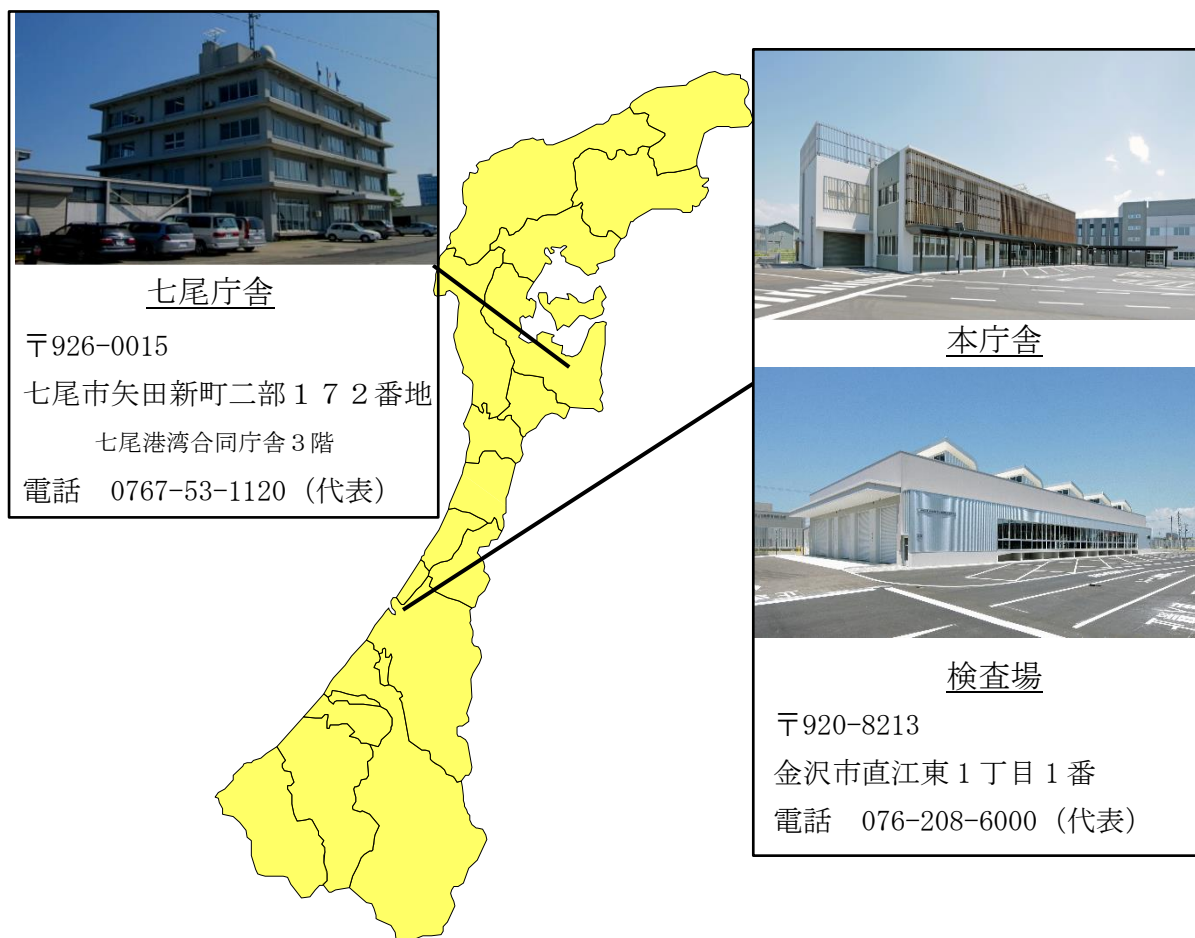 七尾庁舎
〒926-0015
七尾市矢田新町二部１７２番地
七尾港湾合同庁舎３階
電話　0767-53-1120（代表）
本庁舎
検査場
〒920-8213
金沢市直江東１丁目１番
電話　076-208-6000（代表）